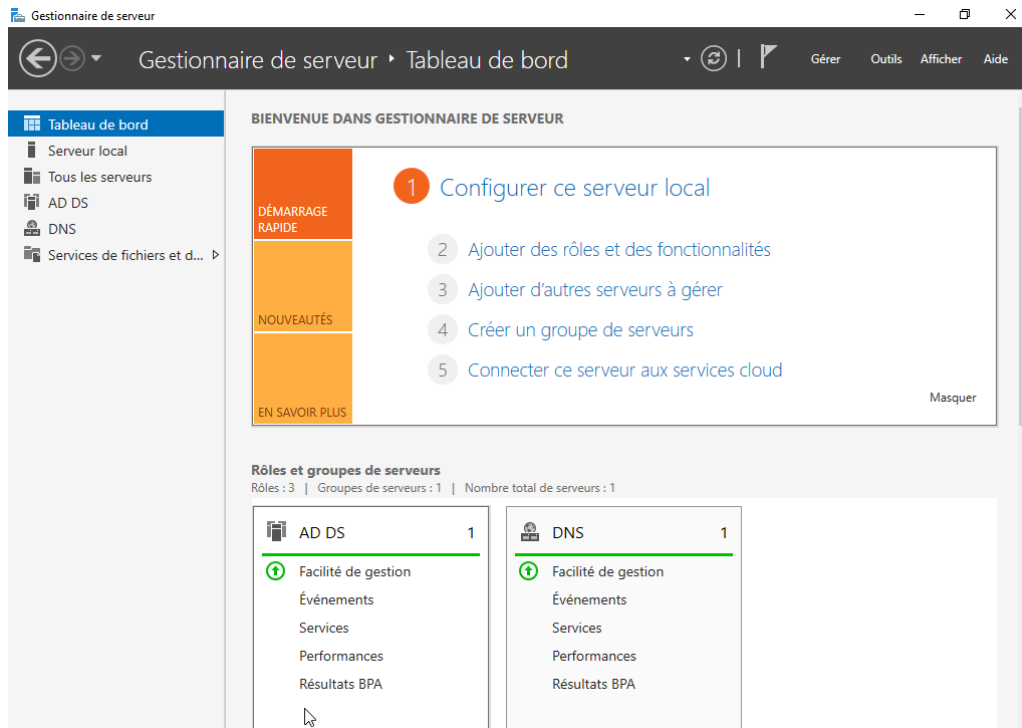 Gestionnaire de serveur
Gestionnaire de serveur ‣ Tableau de bord
Gérer Outils Afficher Aide
Tableau de bord
Serveur local
Tous les serveurs
AD DS
DNS
Services de fichiers et d...
BIENVENUE DANS GESTIONNAIRE DE SERVEUR
DÉMARRAGE
RAPIDE
NOUVEAUTÉS
EN SAVOIR PLUS
1 Configurer ce serveur local
2 Ajouter des rôles et des fonctionnalités
3 Ajouter d'autres serveurs à gérer
4 Créer un groupe de serveurs
5 Connecter ce serveur aux services cloud
Masquer
Rôles et groupes de serveurs
Rôles : 3 | Groupes de serveurs : 1 | Nombre total de serveurs : 1
AD DS 1
Facilité de gestion
Événements
Services
Performances
Résultats BPA
DNS 1
Facilité de gestion
Événements
Services
Performances
Résultats BPA